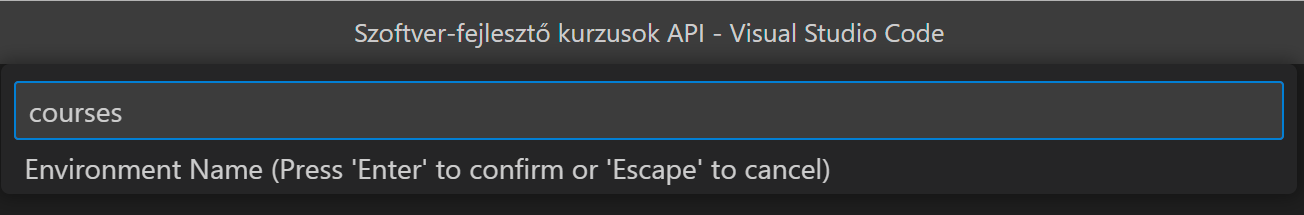 Szoftver-fejlesztő kurzusok API - Visual Studio Code
courses
Environment Name (Press 'Enter' to confirm or 'Escape' to cancel)